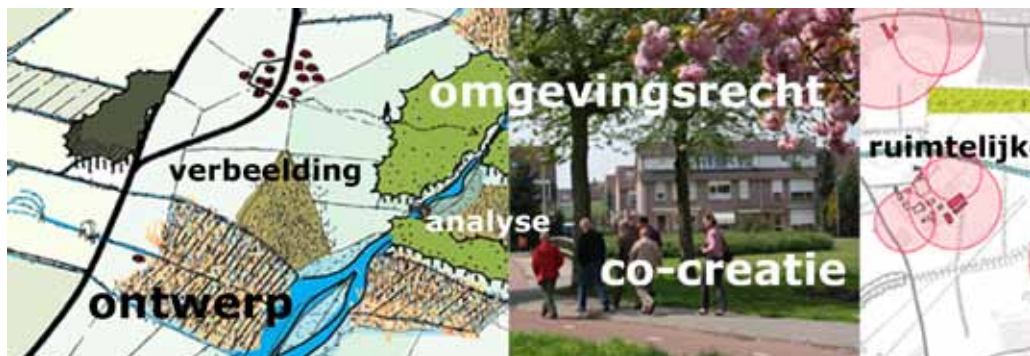 omgevingsrecht
verbeelding
ruimtelijk
analyse
co-creatie
ontwerp